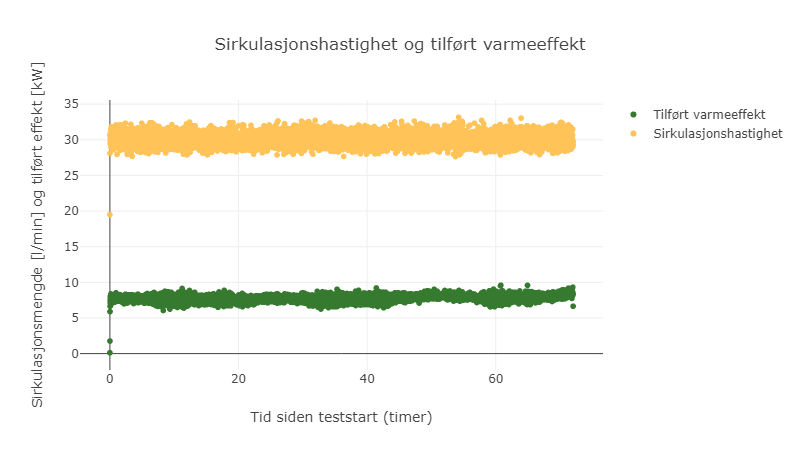 Sirkulasjonshastighet og tilført varmeeffekt
Sirkulasjonsmengde [l/min] og tilført effekt [kW]
35
30
25
20
15
10
5
0
0 20 40 60
Tid siden teststart (timer)
Tilført varmeeffekt
Sirkulasjonshastighet